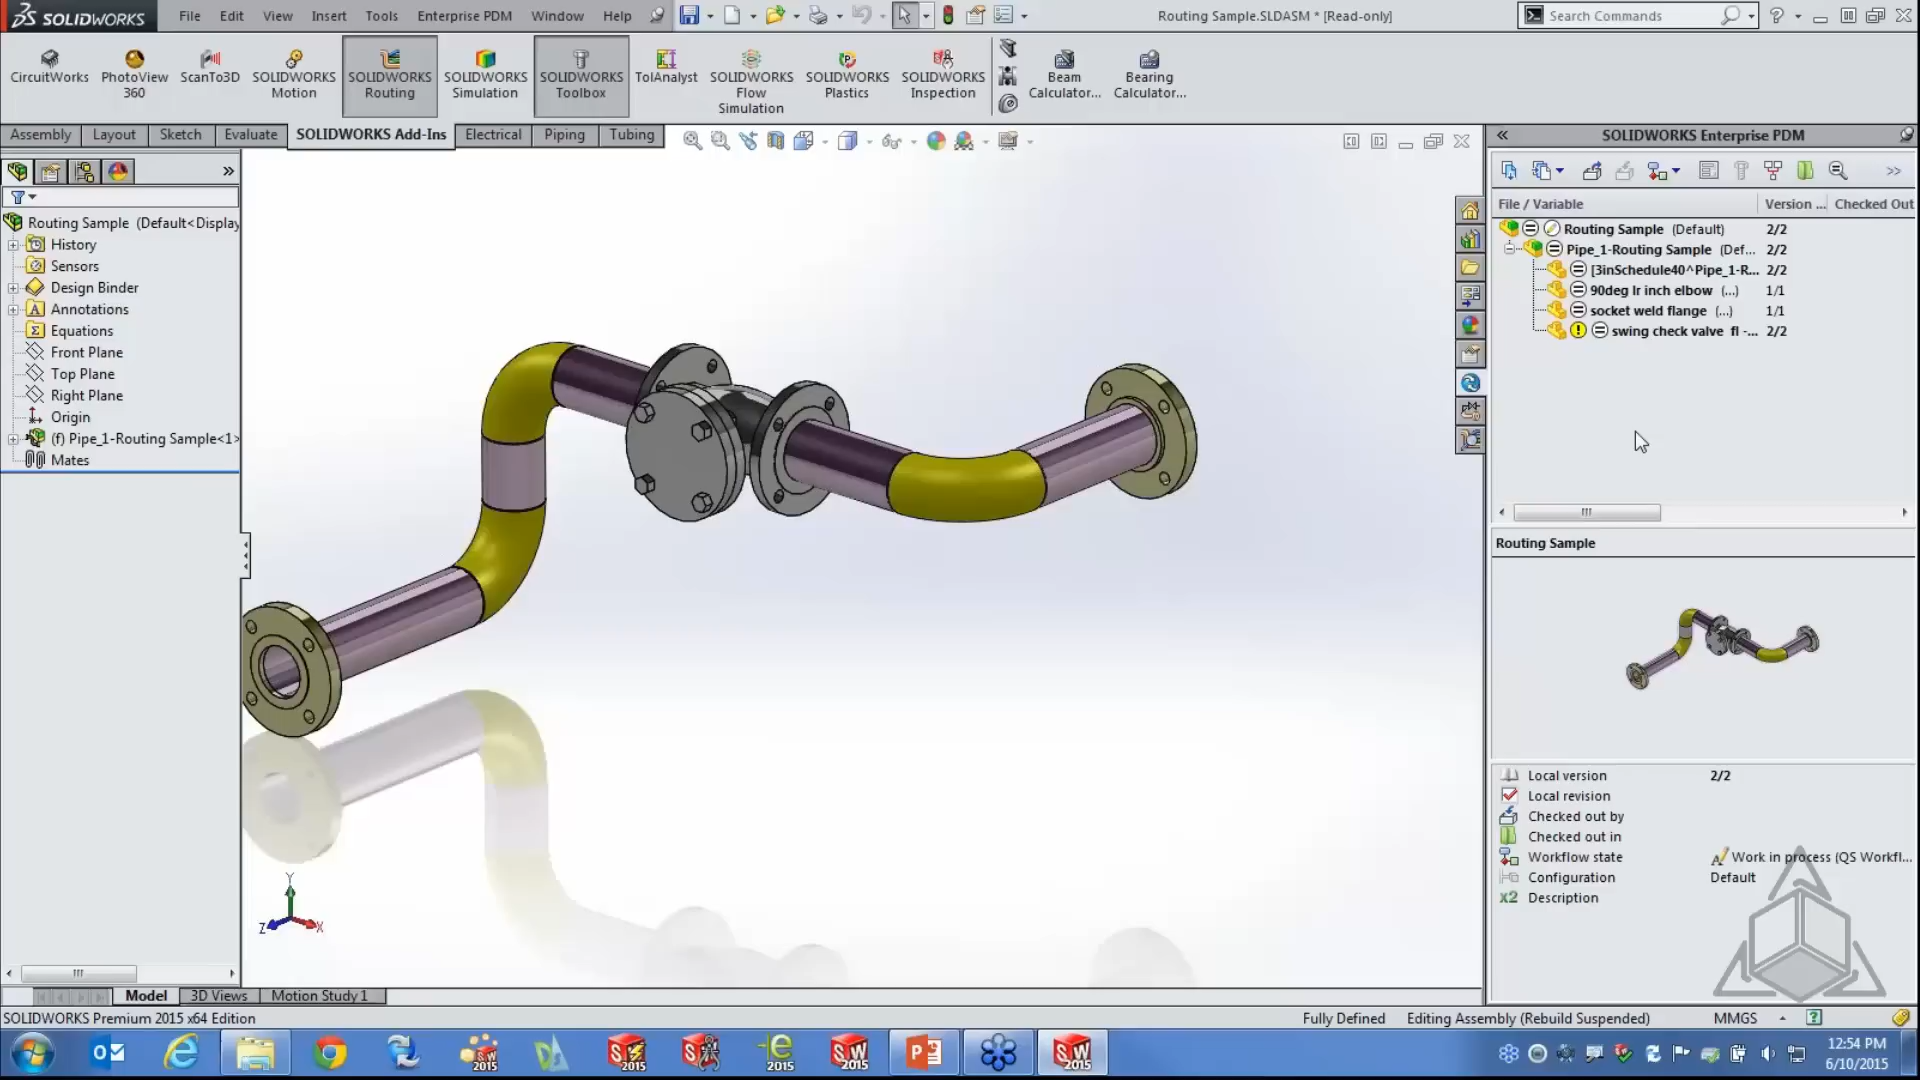 SOLIDWORKS File Edit View Insert Tools Enterprise PDM Window Help Routing Sample.SLDASM * [Read-only] Search Commands
CircuitWorks
PhotoView 360
ScanTo3D
SOLIDWORKS Motion
SOLIDWORKS Routing
SOLIDWORKS Simulation
SOLIDWORKS Toolbox
TolAnalyst
SOLIDWORKS Flow Simulation
SOLIDWORKS Plastics
SOLIDWORKS Inspection
Beam Calculator...
Bearing Calculator...
Assembly Layout Sketch Evaluate SOLIDWORKS Add-Ins Electrical Piping Tubing
Routing Sample (Default<Display
History
Sensors
Design Binder
Annotations
Equations
Front Plane
Top Plane
Right Plane
Origin
(f) Pipe_1-Routing Sample<1>
Mates
Y
Z X
SOLIDWORKS Enterprise PDM
File / Variable Version ... Checked Out
Routing Sample (Default) 2/2
Pipe_1-Routing Sample (Def... 2/2
[3inSchedule40^Pipe_1-R... 2/2
90deg lr inch elbow (...) 1/1
socket weld flange (...) 1/1
swing check valve fl -... 2/2
Routing Sample
Local version 2/2
Local revision
Checked out by
Checked out in
Workflow state Work in process (QS Workfl...
Configuration Default
x2 Description
Model 3D Views Motion Study 1
SOLIDWORKS Premium 2015 x64 Edition Fully Defined Editing Assembly (Rebuild Suspended) MMGS
12:54 PM
6/10/2015